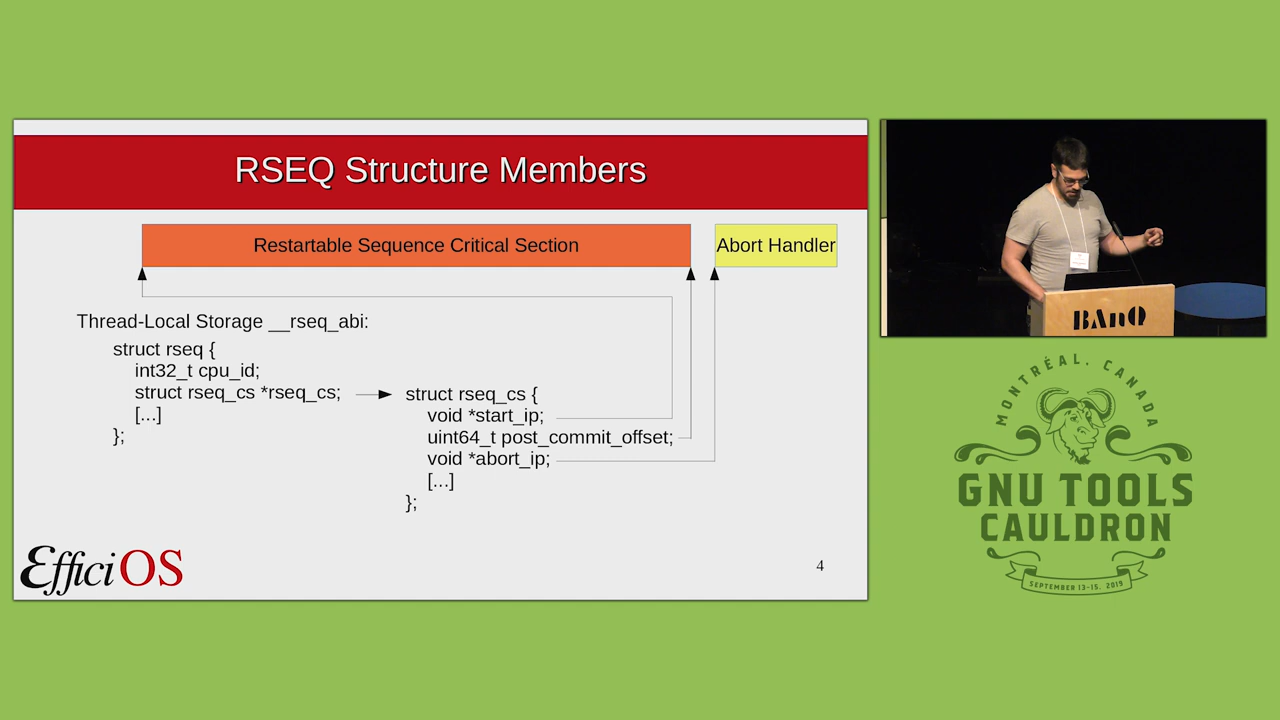 RSEQ Structure Members
Restartable Sequence Critical Section
Abort Handler
Thread-Local Storage __rseq_abi:
struct rseq {
int32_t cpu_id;
struct rseq_cs *rseq_cs;
[...]
};
struct rseq_cs {
void *start_ip;
uint64_t post_commit_offset;
void *abort_ip;
[...]
};
EfficiOS
4
BAnQ
MONTRÉAL. CANADA
GNU TOOLS
CAULDRON
SEPTEMBER 13-15, 2019